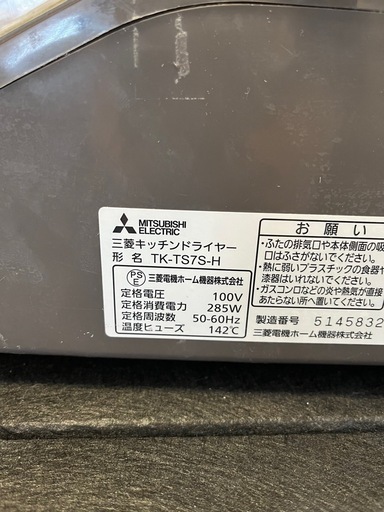 MITSUBISHI
ELECTRIC
三菱キッチンドライヤー
形 名 TK-TS7S-H
PS
E
三菱電機ホーム機器株式会社
定格電圧 100V
定格消費電力 285W
定格周波数 50-60Hz
温度ヒューズ 142℃
お願い
・ふたの排気口や本体側面の吸
口はふさがないでください。
・熱に弱いプラスチックの食器
漆器はいれないでください。
・ガスコンロなどの炎や熱気が直接
あたらない所へ置いてください。
製造番号 5145832
三菱電機ホーム機器株式会社